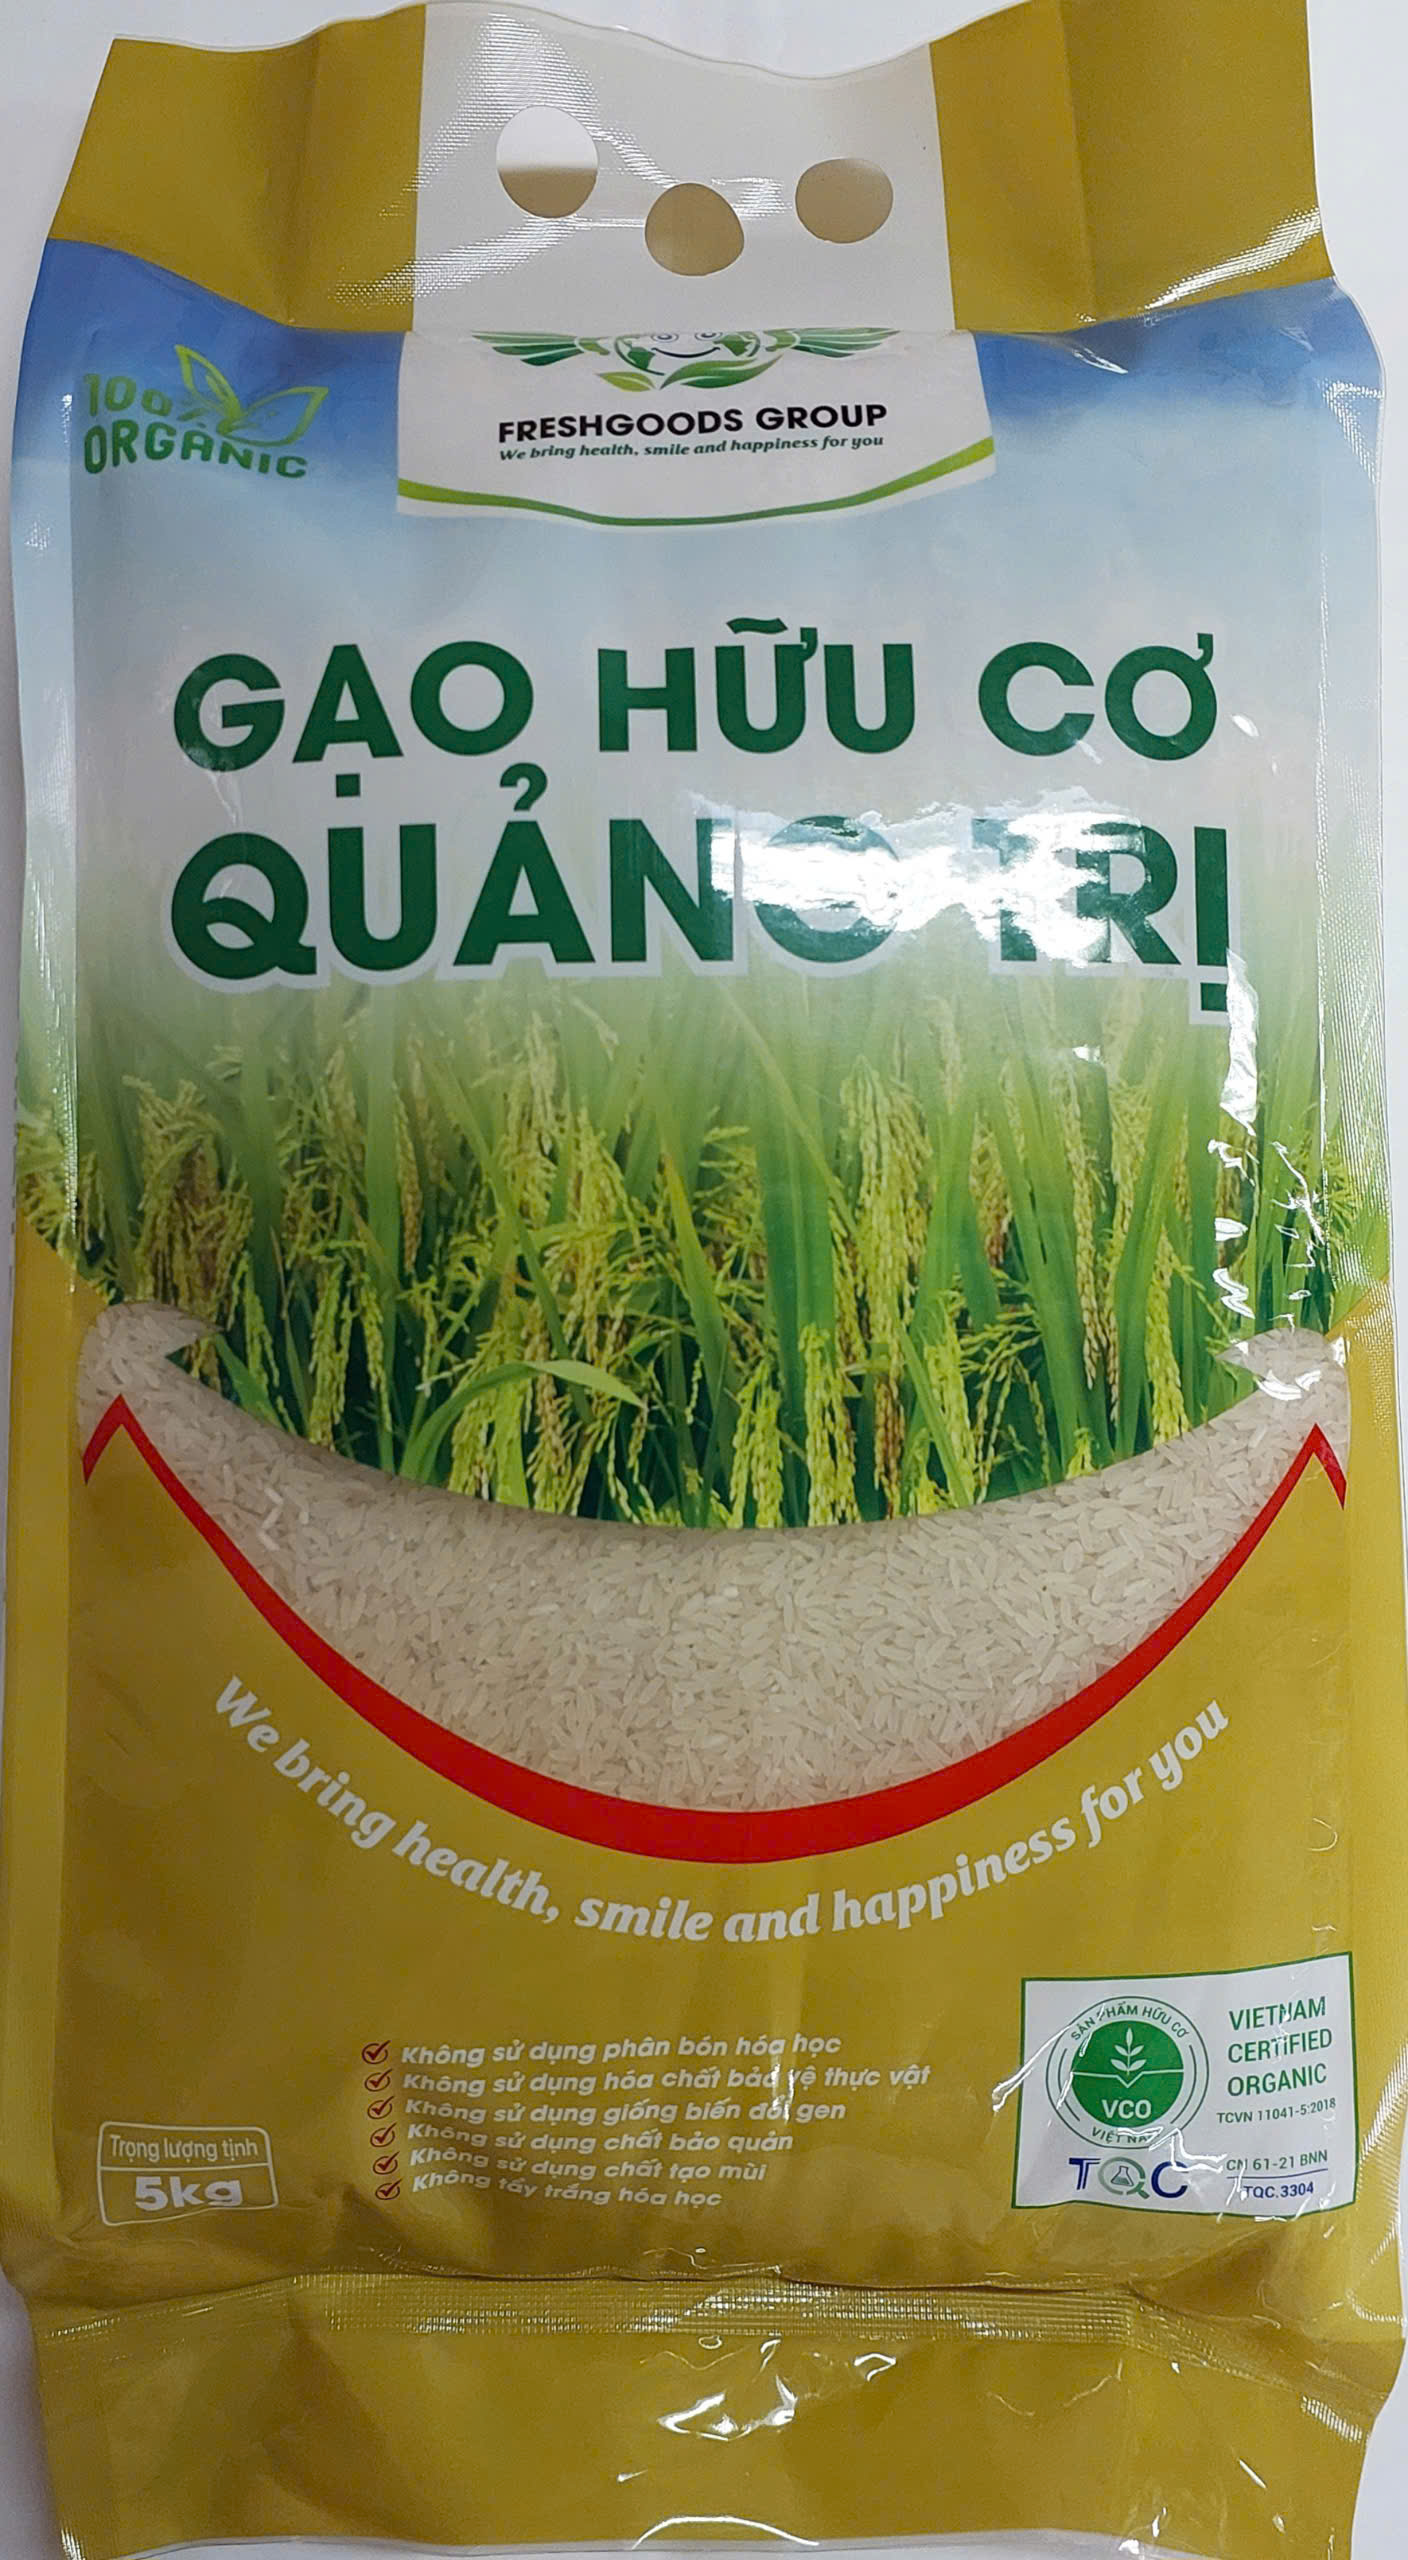 100%
ORGANIC
FRESHGOODS GROUP
We bring health, smile and happiness for you
GẠO HỮU CƠ
QUẢNG TRỊ
We bring health, smile and happiness for you
Không sử dụng phân bón hóa học
Không sử dụng hóa chất bảo vệ thực vật
Không sử dụng giống biến đổi gen
Không sử dụng chất bảo quản
Không sử dụng chất tạo mùi
Không tẩy trắng hóa học
Trọng lượng tịnh
5kg
SẢN PHẨM HỮU CƠ
VCO
VIỆT NAM
TQC
VIETNAM
CERTIFIED
ORGANIC
TCVN 11041-5:2018
CN 61-21 BNN
TQC.3304